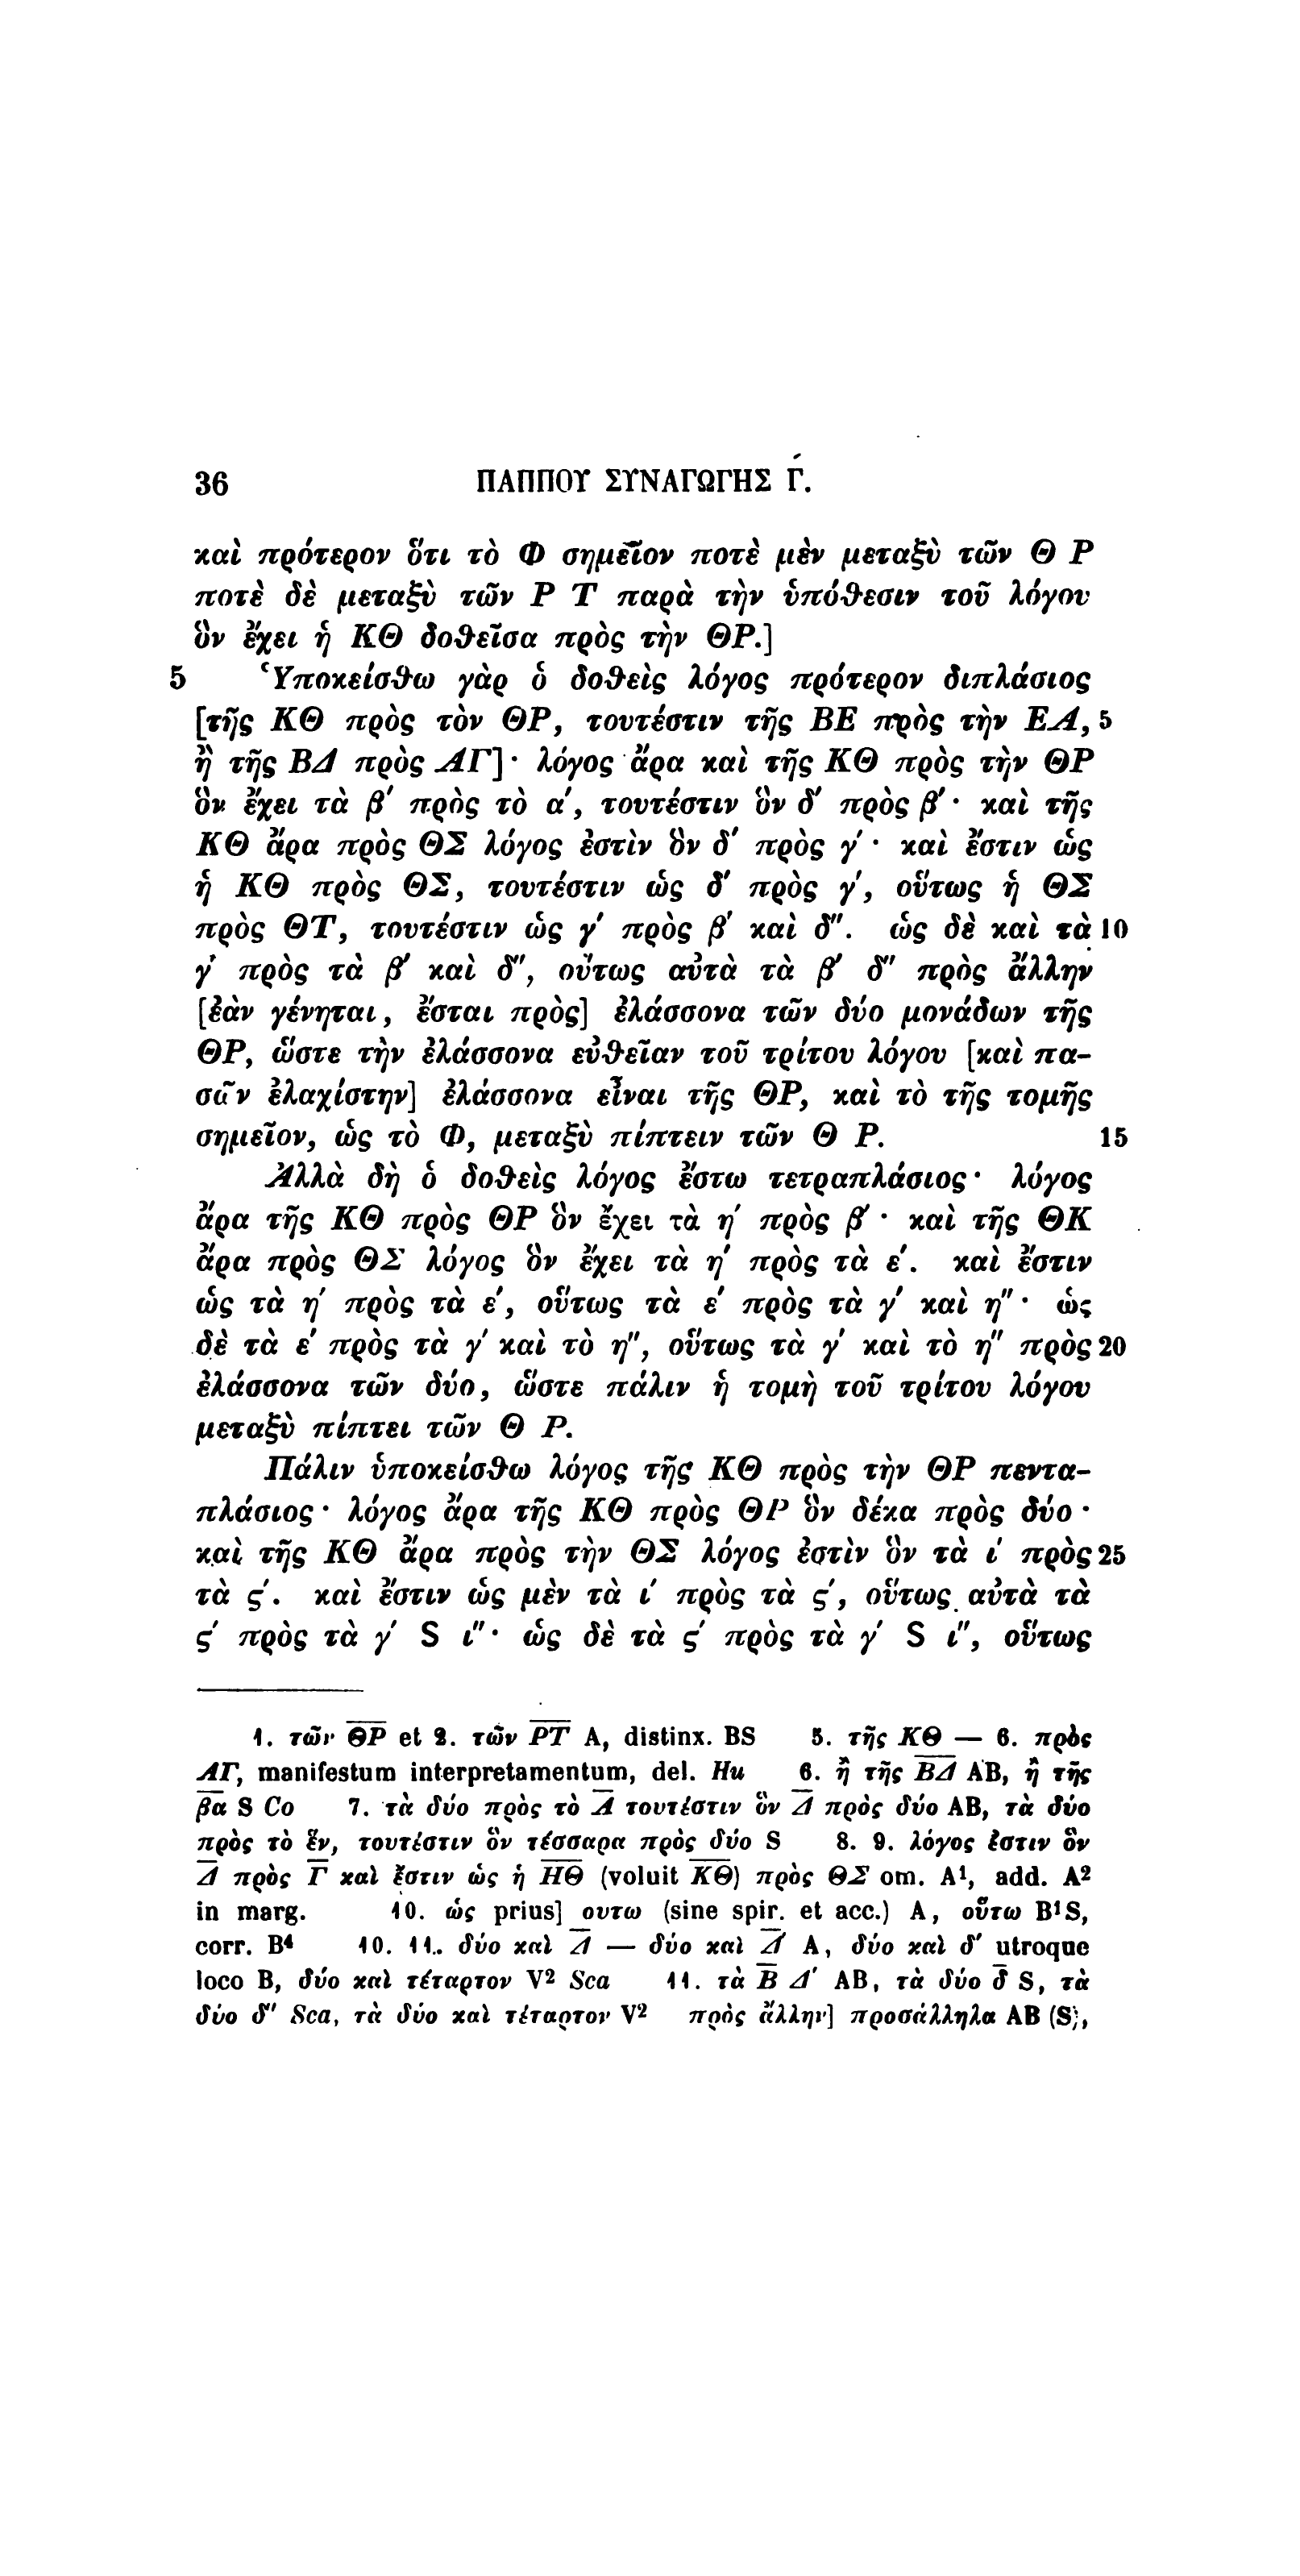 36 ΠΑΠΠΟΥ ΣΥΝΑΓΩΓΗΣ Γ́.
καὶ πρότερον ὅτι τὸ Φ σημεῖον ποτὲ μὲν μεταξὺ τῶν Θ Ρ
ποτὲ δὲ μεταξὺ τῶν Ρ Τ παρὰ τὴν ὑπόθεσιν τοῦ λόγου
ὃν ἔχει ἡ ΚΘ δοθεῖσα πρὸς τὴν ΘΡ.]
5 Ὑποκείσθω γὰρ ὁ δοθεὶς λόγος πρότερον διπλάσιος
[τῆς ΚΘ πρὸς τὸν ΘΡ, τουτέστιν τῆς ΒΕ πρὸς τὴν ΕΑ, 5
ἢ τῆς ΒΔ πρὸς ΑΓ]· λόγος ἄρα καὶ τῆς ΚΘ πρὸς τὴν ΘΡ
ὃν ἔχει τὰ β′ πρὸς τὸ α′, τουτέστιν ὃν δ′ πρὸς β′· καὶ τῆς
ΚΘ ἄρα πρὸς ΘΣ λόγος ἐστὶν ὃν δ′ πρὸς γ′· καὶ ἔστιν ὡς
ἡ ΚΘ πρὸς ΘΣ, τουτέστιν ὡς δ′ πρὸς γ′, οὕτως ἡ ΘΣ
πρὸς ΘΤ, τουτέστιν ὡς γ′ πρὸς β′ καὶ δ″. ὡς δὲ καὶ τὰ 10
γ′ πρὸς τὰ β′ καὶ δ″, οὕτως αὐτὰ τὰ β′ δ″ πρὸς ἄλλην
[ἐὰν γένηται, ἔσται πρὸς] ἐλάσσονα τῶν δύο μονάδων τῆς
ΘΡ, ὥστε τὴν ἐλάσσονα εὐθεῖαν τοῦ τρίτου λόγου [καὶ πα-
σῶν ἐλαχίστην] ἐλάσσονα εἶναι τῆς ΘΡ, καὶ τὸ τῆς τομῆς
σημεῖον, ὡς τὸ Φ, μεταξὺ πίπτειν τῶν Θ Ρ. 15
Ἀλλὰ δὴ ὁ δοθεὶς λόγος ἔστω τετραπλάσιος· λόγος
ἄρα τῆς ΚΘ πρὸς ΘΡ ὃν ἔχει τὰ η′ πρὸς β′· καὶ τῆς ΘΚ
ἄρα πρὸς ΘΣ λόγος ὃν ἔχει τὰ η′ πρὸς τὰ ε′. καὶ ἔστιν
ὡς τὰ η′ πρὸς τὰ ε′, οὕτως τὰ ε′ πρὸς τὰ γ′ καὶ η″· ὡς
δὲ τὰ ε′ πρὸς τὰ γ′ καὶ τὸ η″, οὕτως τὰ γ′ καὶ τὸ η″ πρὸς 20
ἐλάσσονα τῶν δύο, ὥστε πάλιν ἡ τομὴ τοῦ τρίτου λόγου
μεταξὺ πίπτει τῶν Θ Ρ.
Πάλιν ὑποκείσθω λόγος τῆς ΚΘ πρὸς τὴν ΘΡ πεντα-
πλάσιος· λόγος ἄρα τῆς ΚΘ πρὸς ΘΡ ὃν δέκα πρὸς δύο·
καὶ τῆς ΚΘ ἄρα πρὸς τὴν ΘΣ λόγος ἐστὶν ὃν τὰ ι′ πρὸς 25
τὰ ϛ′. καὶ ἔστιν ὡς μὲν τὰ ι′ πρὸς τὰ ϛ′, οὕτως αὐτὰ τὰ
ϛ′ πρὸς τὰ γ′ S ι″· ὡς δὲ τὰ ϛ′ πρὸς τὰ γ′ S ι″, οὕτως
1. τῶν Θ̅Ρ̅ et 2. τῶν Ρ̅Τ̅ A, distinx. BS 5. τῆς ΚΘ — 6. πρὸς
ΑΓ, manifestum interpretamentum, del. Hu 6. ἢ τῆς Β̅Δ̅ AB, ἢ τῆς
β̅α̅ S Co 7. τὰ δύο πρὸς τὸ Α̅ τουτέστιν ὃν Δ̅ πρὸς δύο AB, τὰ δύο
πρὸς τὸ ἕν, τουτέστιν ὃν τέσσαρα πρὸς δύο S 8. 9. λόγος ἐστιν ὃν
Δ̅ πρὸς Γ̅ καὶ ἔστιν ὡς ἡ Η̅Θ̅ (voluit Κ̅Θ̅) πρὸς ΘΣ om. A¹, add. A²
in marg. 10. ὡς prius] ουτω (sine spir. et acc.) A, οὕτω B¹S,
corr. B⁴ 10. 11. δύο καὶ Δ̅ — δύο καὶ Δ̅′ A, δύο καὶ δ′ utroque
loco B, δύο καὶ τέταρτον V² Sca 11. τὰ Β̅ Δ′ AB, τὰ δύο δ̅ S, τὰ
δύο δ″ Sca, τὰ δύο καὶ τέταρτον V² πρὸς ἄλλην] προσάλληλα AB (S),